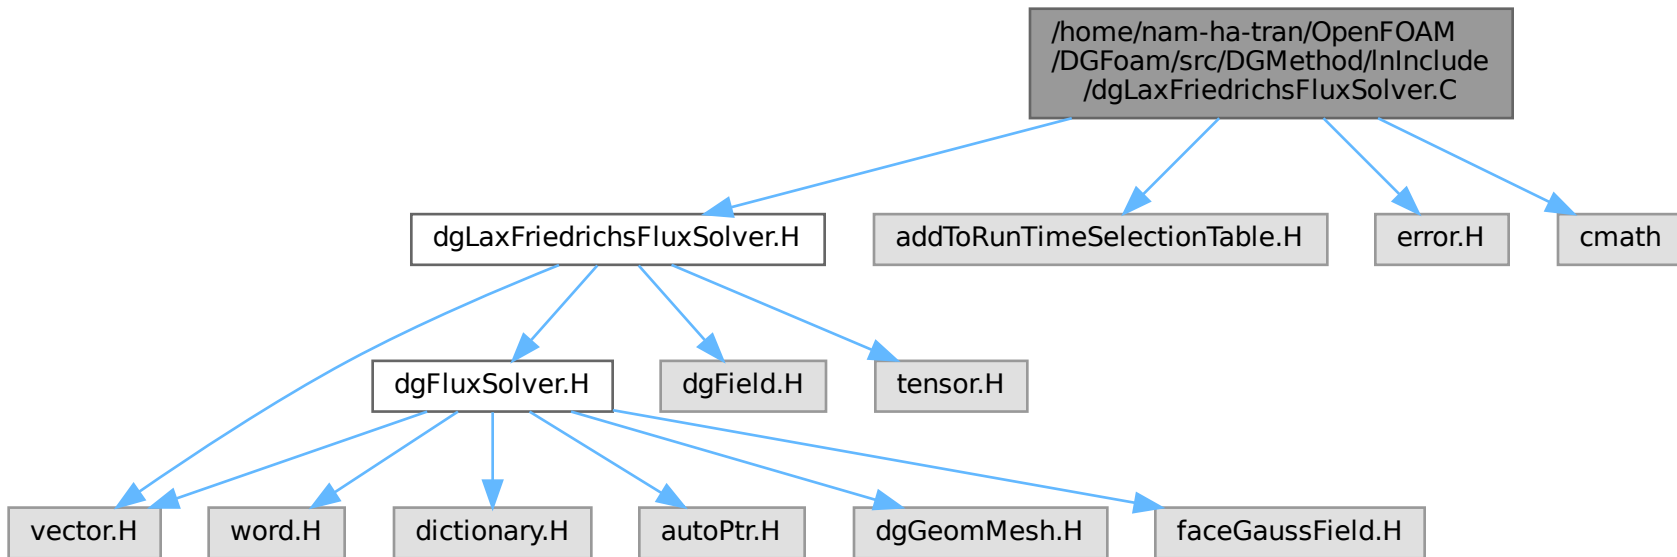 /home/nam-ha-tran/OpenFOAM
/DGFoam/src/DGMethod/lnInclude
/dgLaxFriedrichsFluxSolver.C
dgLaxFriedrichsFluxSolver.H
addToRunTimeSelectionTable.H
error.H
cmath
dgFluxSolver.H
dgField.H
tensor.H
vector.H
word.H
dictionary.H
autoPtr.H
dgGeomMesh.H
faceGaussField.H